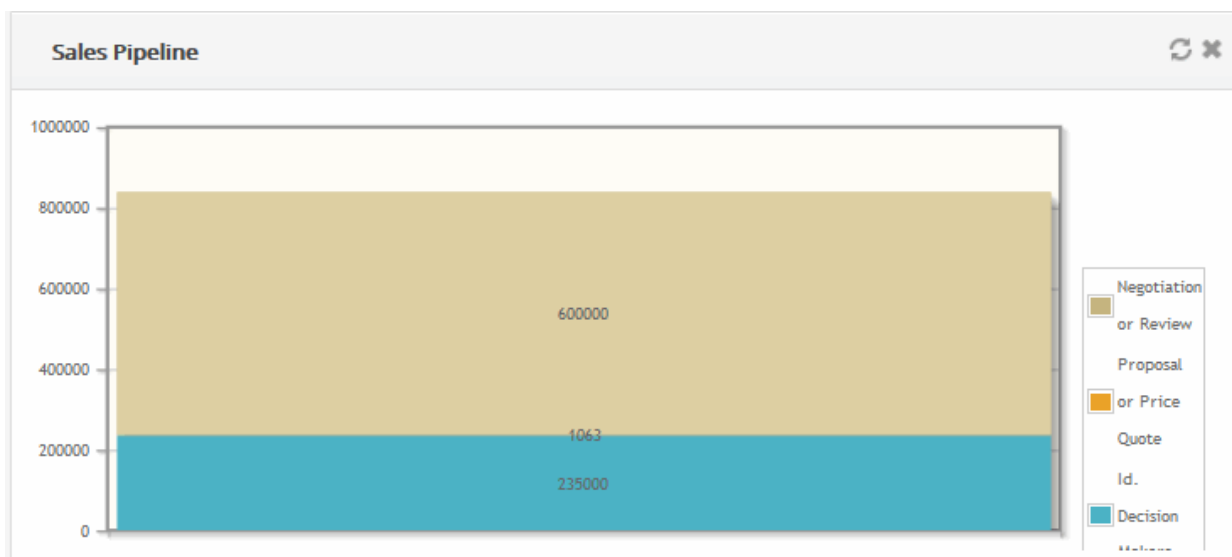 Sales Pipeline
1000000
800000
600000
400000
200000
0
600000
1063
235000
Negotiation
or Review
Proposal
or Price
Quote
Id.
Decision